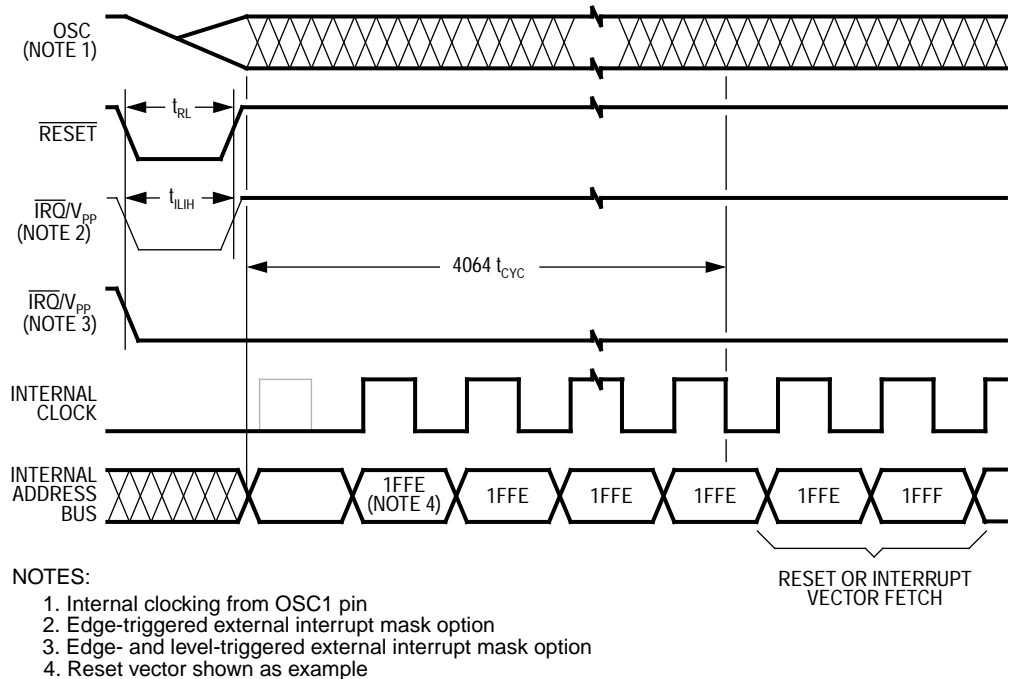 OSC
(NOTE 1)
t_RL
RESET
t_ILIH
IRQ/V_PP
(NOTE 2)
4064 t_CYC
IRQ/V_PP
(NOTE 3)
INTERNAL
CLOCK
INTERNAL
ADDRESS
BUS
1FFE
(NOTE 4)
1FFE
1FFE
1FFE
1FFE
1FFF
RESET OR INTERRUPT
VECTOR FETCH
NOTES:
1. Internal clocking from OSC1 pin
2. Edge-triggered external interrupt mask option
3. Edge- and level-triggered external interrupt mask option
4. Reset vector shown as example